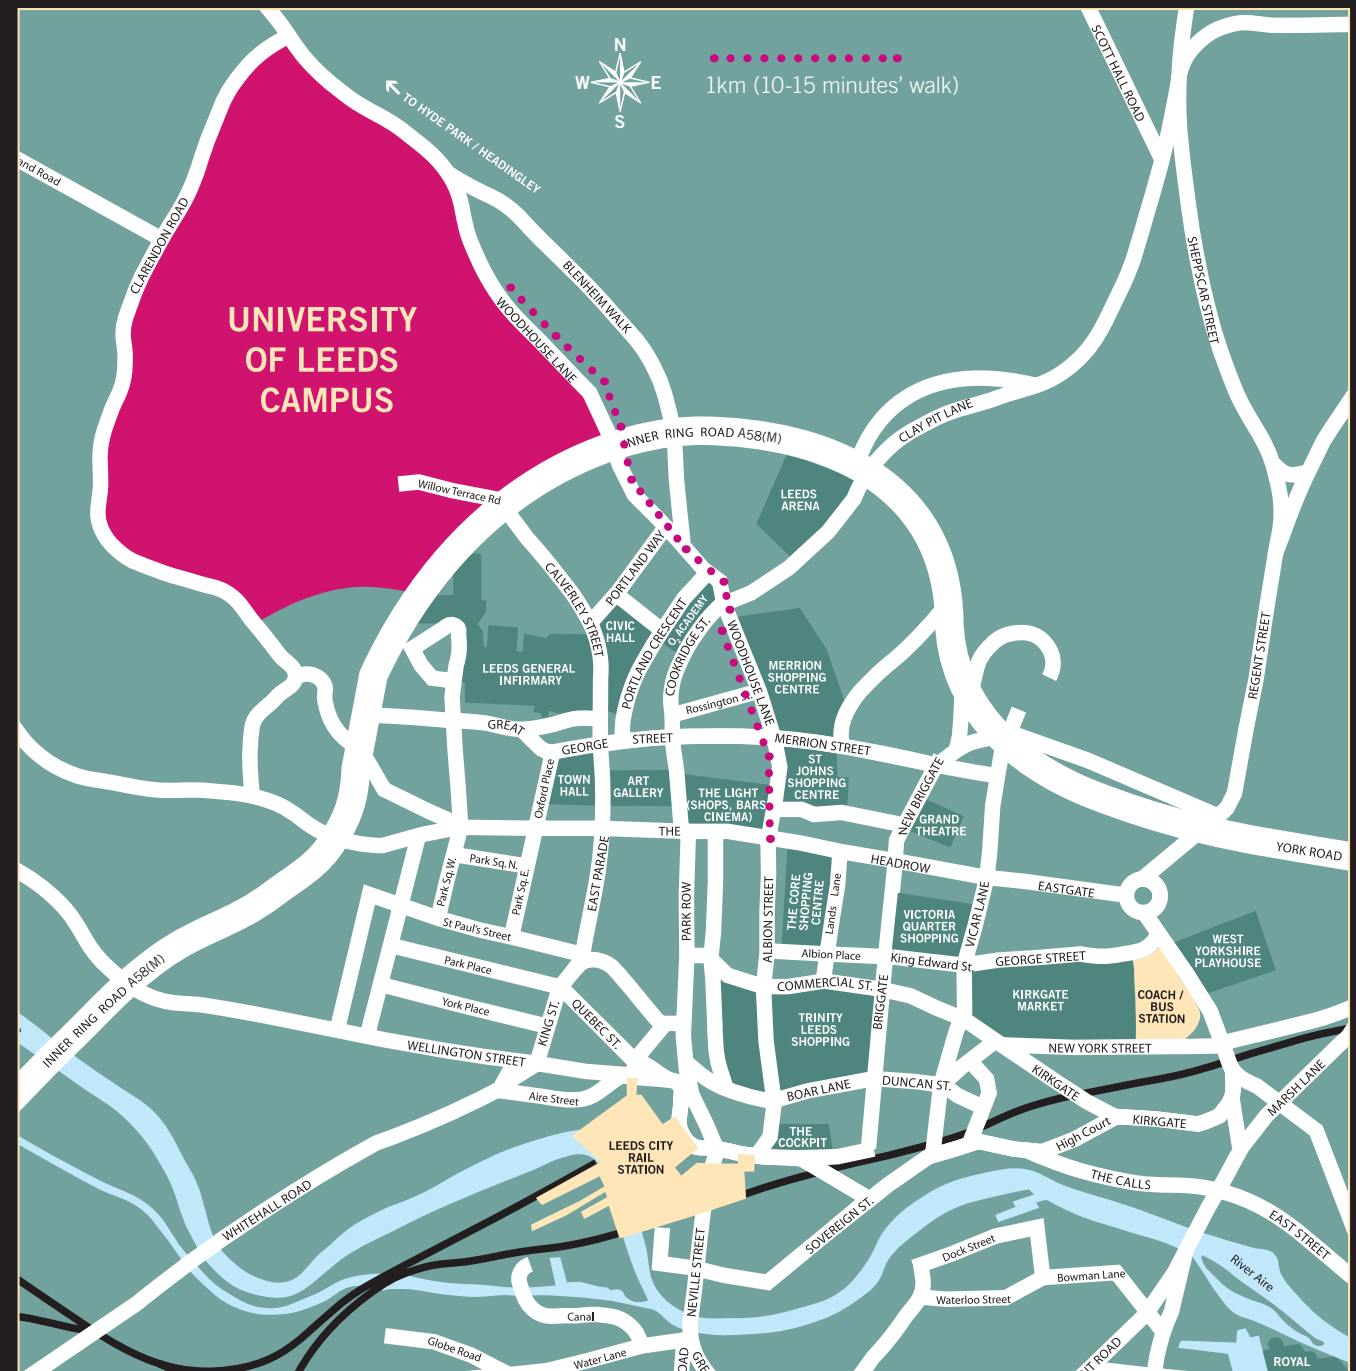 N
W E
S
1km (10-15 minutes' walk)
SCOTT HALL ROAD
TO HYDE PARK / HEADINGLEY
and Road
CLARENDON ROAD
UNIVERSITY
OF LEEDS
CAMPUS
BLENHEIM WALK
WOODHOUSE LANE
SHEPPSCAR STREET
CLAY PIT LANE
INNER RING ROAD A58(M)
Willow Terrace Rd
LEEDS
ARENA
CALVERLEY STREET
PORTLAND WAY
CIVIC
HALL
PORTLAND CRESCENT
O2 ACADEMY
COOKRIDGE ST.
WOODHOUSE LANE
LEEDS GENERAL
INFIRMARY
MERRION
SHOPPING
CENTRE
REGENT STREET
Rossington St.
GREAT
GEORGE
STREET
MERRION STREET
Oxford Place
TOWN
HALL
ART
GALLERY
THE LIGHT
(SHOPS, BARS
CINEMA)
ST
JOHNS
SHOPPING
CENTRE
NEW BRIGGATE
GRAND
THEATRE
THE
HEADROW
EASTGATE
YORK ROAD
Park Sq. W.
Park Sq. N.
Park Sq. E.
EAST PARADE
PARK ROW
ALBION STREET
THE CORE
SHOPPING
CENTRE
Lands Lane
VICTORIA
QUARTER
SHOPPING
VICAR LANE
St Paul's Street
Park Place
York Place
KING ST.
QUEBEC ST.
Albion Place
King Edward St.
GEORGE STREET
WEST
YORKSHIRE
PLAYHOUSE
COMMERCIAL ST.
BRIGGATE
KIRKGATE
MARKET
COACH /
BUS
STATION
TRINITY
LEEDS
SHOPPING
INNER RING ROAD A58(M)
WELLINGTON STREET
NEW YORK STREET
Aire Street
BOAR LANE
DUNCAN ST.
KIRKGATE
MARSH LANE
KIRKGATE
High Court
THE
COCKPIT
LEEDS CITY
RAIL
STATION
THE CALLS
WHITEHALL ROAD
SOVEREIGN ST.
EAST STREET
NEVILLE STREET
Dock Street
Bowman Lane
Waterloo Street
River Aire
Canal
Globe Road
Water Lane
ROYAL